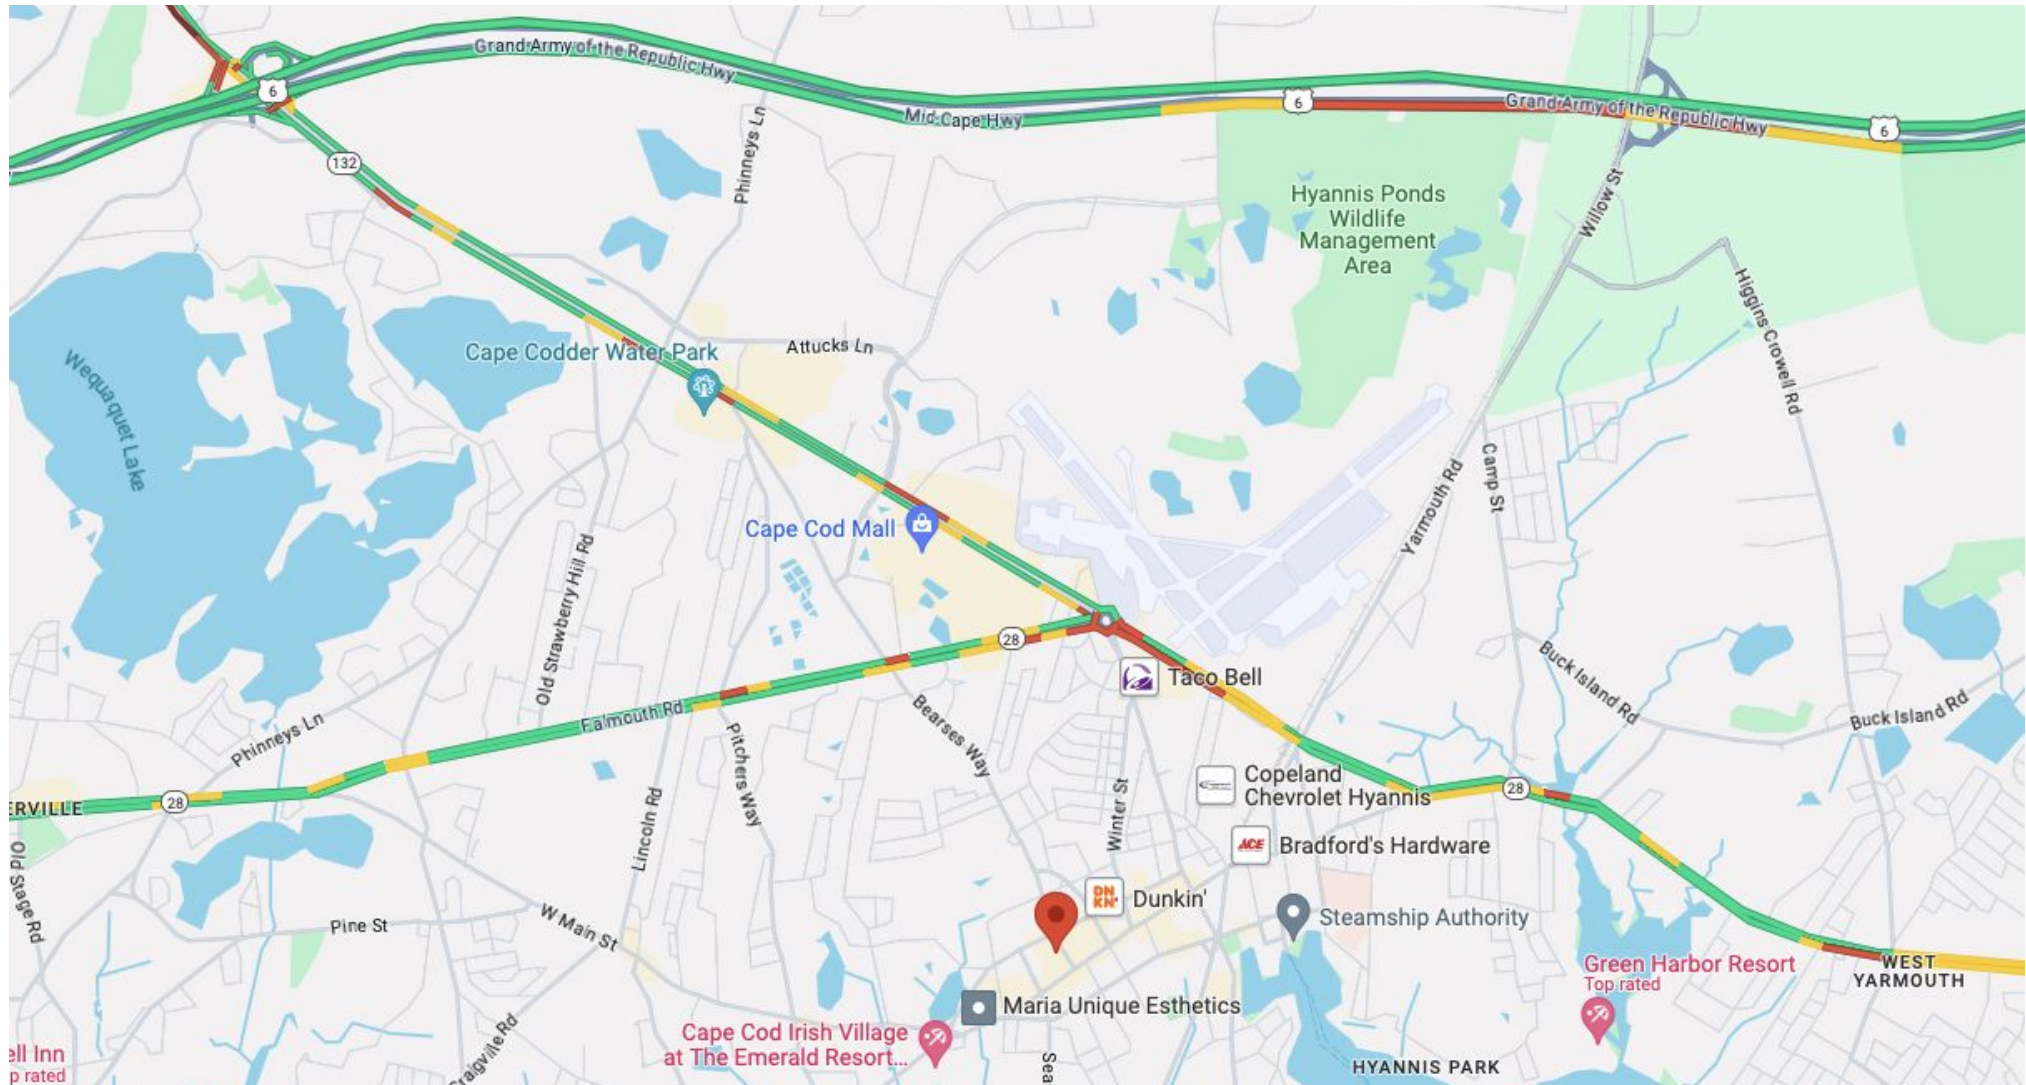 Grand Army of the Republic Hwy
6
Mid Cape Hwy
6
Grand Army of the Republic Hwy
6
132
Phinneys Ln
Willow St
Hyannis Ponds
Wildlife
Management
Area
Higgins Crowell Rd
Wequaquet Lake
Cape Codder Water Park
Attucks Ln
Yarmouth Rd
Camp St
Cape Cod Mall
Old Strawberry Hill Rd
28
Taco Bell
Buck Island Rd
Buck Island Rd
Falmouth Rd
Phinneys Ln
Bearses Way
Pitchers Way
ERVILLE
28
Copeland
Chevrolet Hyannis
28
Winter St
Lincoln Rd
ACE
Bradford's Hardware
Old Stage Rd
DN
KN'
Dunkin'
Pine St
W Main St
Steamship Authority
Green Harbor Resort
Top rated
WEST
YARMOUTH
Maria Unique Esthetics
Cape Cod Irish Village
at The Emerald Resort...
Craigville Rd
Sea
ell Inn
p rated
HYANNIS PARK